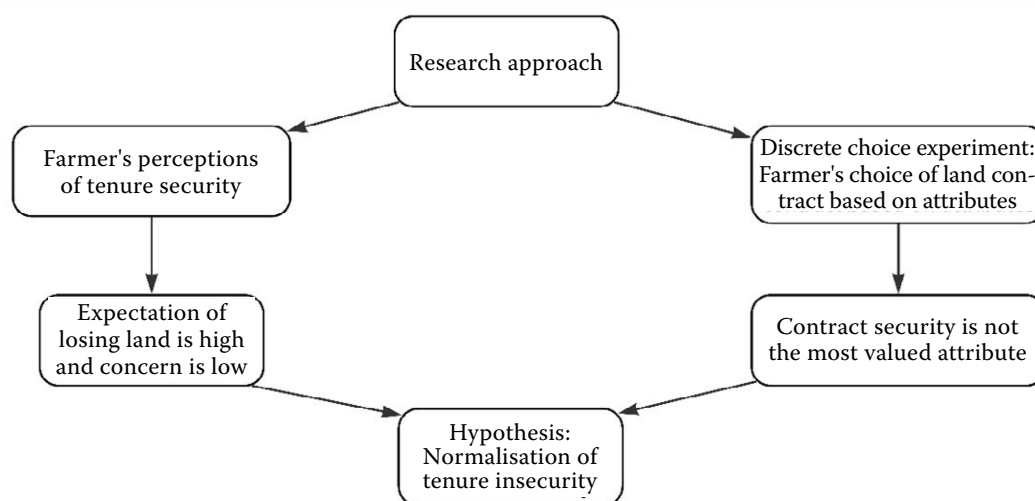 Research approach
Farmer's perceptions
of tenure security
Discrete choice experiment:
Farmer's choice of land con-
tract based on attributes
Expectation of
losing land is high
and concern is low
Contract security is not
the most valued attribute
Hypothesis:
Normalisation of
tenure insecurity